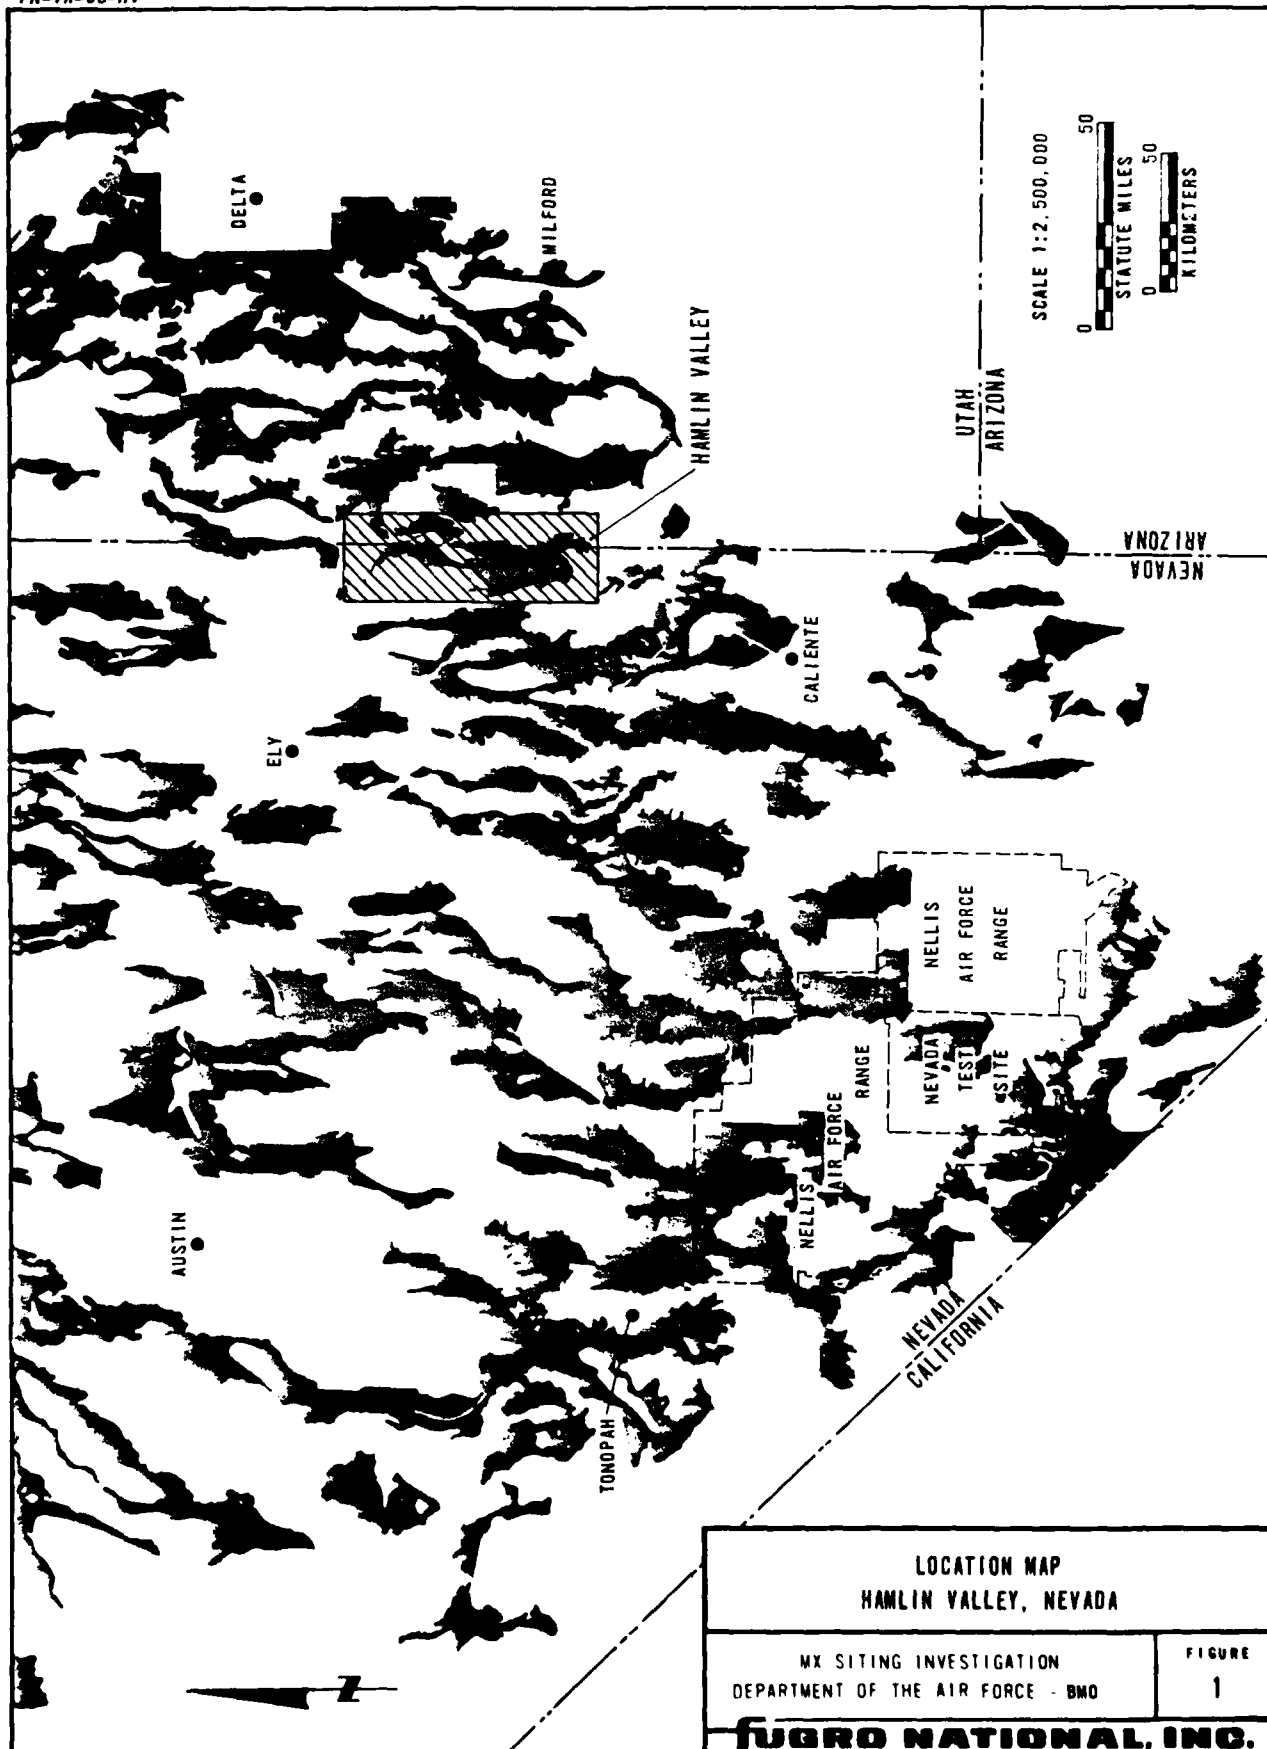 DELTA
MILFORD
HAMLIN VALLEY
SCALE 1:2,500,000
0
50
STATUTE MILES
0
50
KILOMETERS
UTAH
ARIZONA
NEVADA
ARIZONA
ELY
CALIENTE
NELLIS
AIR FORCE
RANGE
NEVADA
TEST
SITE
NELLIS
AIR FORCE
RANGE
AUSTIN
TONOPAH
NEVADA
CALIFORNIA
N
LOCATION MAP
HAMLIN VALLEY, NEVADA
MX SITING INVESTIGATION
DEPARTMENT OF THE AIR FORCE - BMO
FIGURE
1
FUGRO NATIONAL, INC.